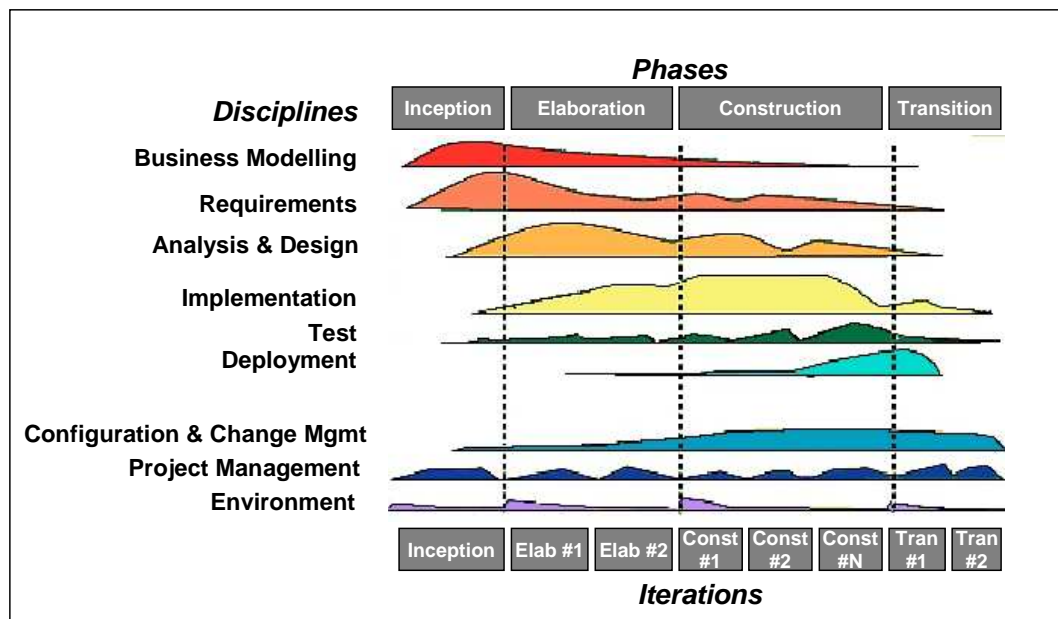 Phases
Disciplines
Inception
Elaboration
Construction
Transition
Business Modelling
Requirements
Analysis & Design
Implementation
Test
Deployment
Configuration & Change Mgmt
Project Management
Environment
Inception
Elab #1
Elab #2
Const
#1
Const
#2
Const
#N
Tran
#1
Tran
#2
Iterations